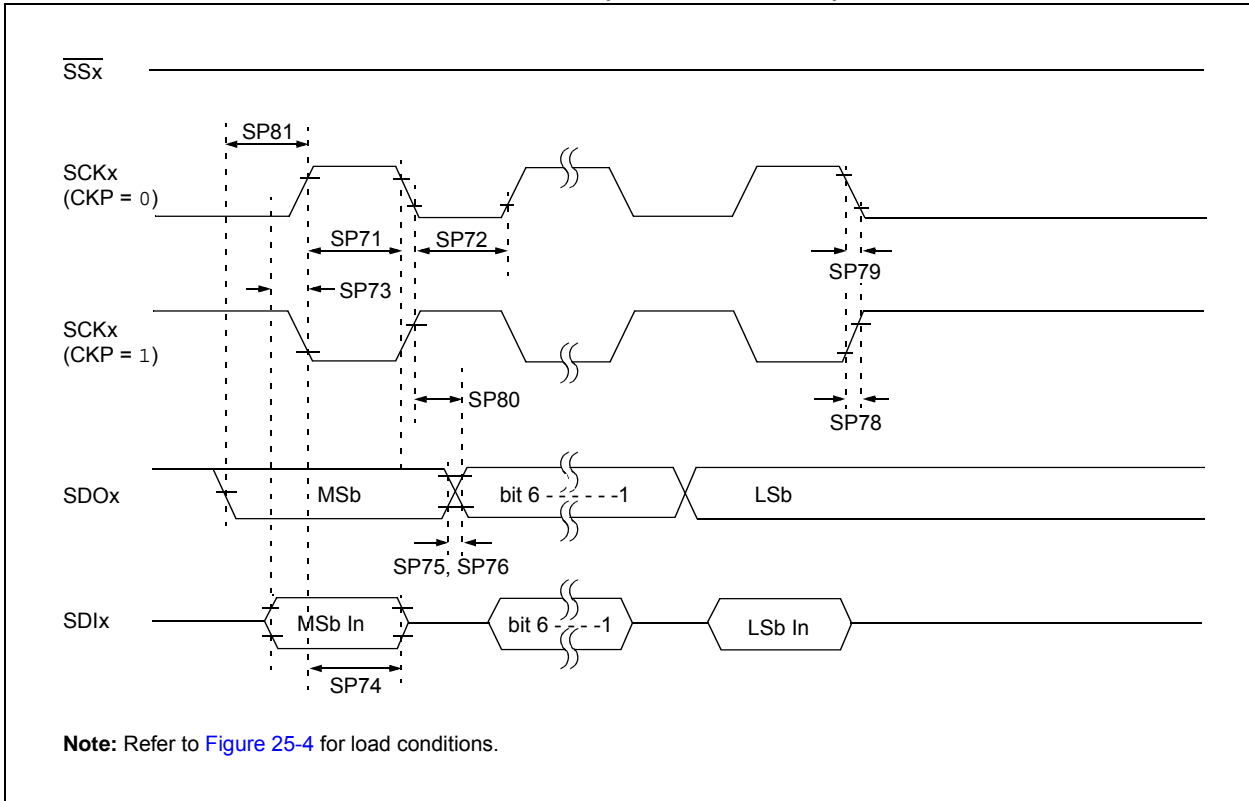 SSx
SP81
SCKx
(CKP = 0)
SP71
SP72
SP79
SP73
SCKx
(CKP = 1)
SP80
SP78
SDOx
MSb
bit 6 - - - - - -1
LSb
SP75, SP76
SDIx
MSb In
bit 6 - - - -1
LSb In
SP74
Note: Refer to Figure 25-4 for load conditions.